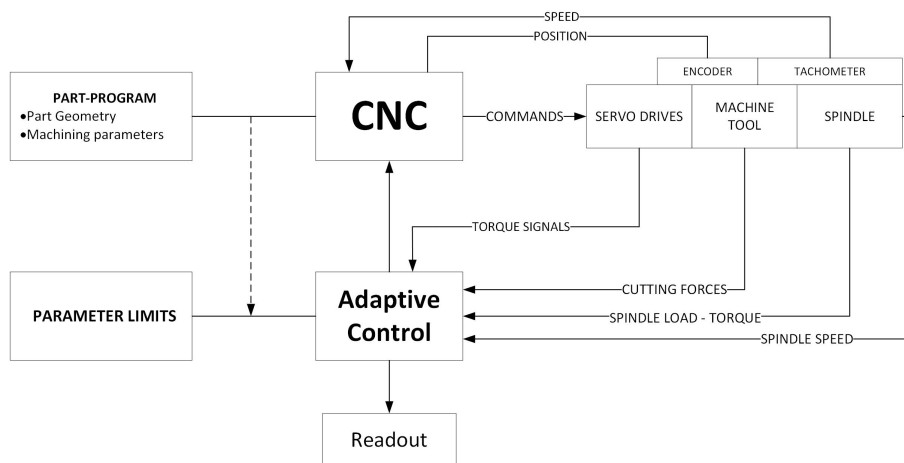 SPEED
POSITION
ENCODER
TACHOMETER
PART-PROGRAM
•Part Geometry
•Machining parameters
CNC
COMMANDS
SERVO DRIVES
MACHINE
TOOL
SPINDLE
TORQUE SIGNALS
PARAMETER LIMITS
Adaptive
Control
CUTTING FORCES
SPINDLE LOAD - TORQUE
SPINDLE SPEED
Readout